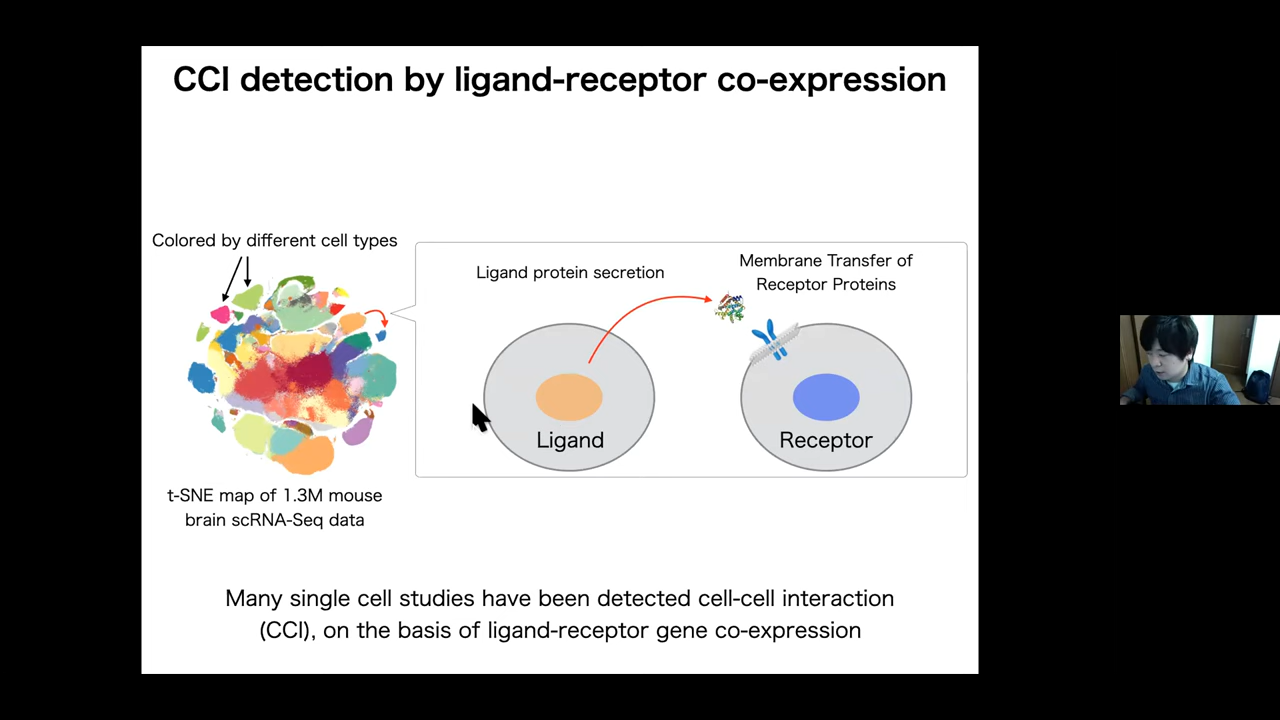 CCI detection by ligand-receptor co-expression
Colored by different cell types
Ligand protein secretion
Membrane Transfer of
Receptor Proteins
Ligand
Receptor
t-SNE map of 1.3M mouse
brain scRNA-Seq data
Many single cell studies have been detected cell-cell interaction
(CCI), on the basis of ligand-receptor gene co-expression